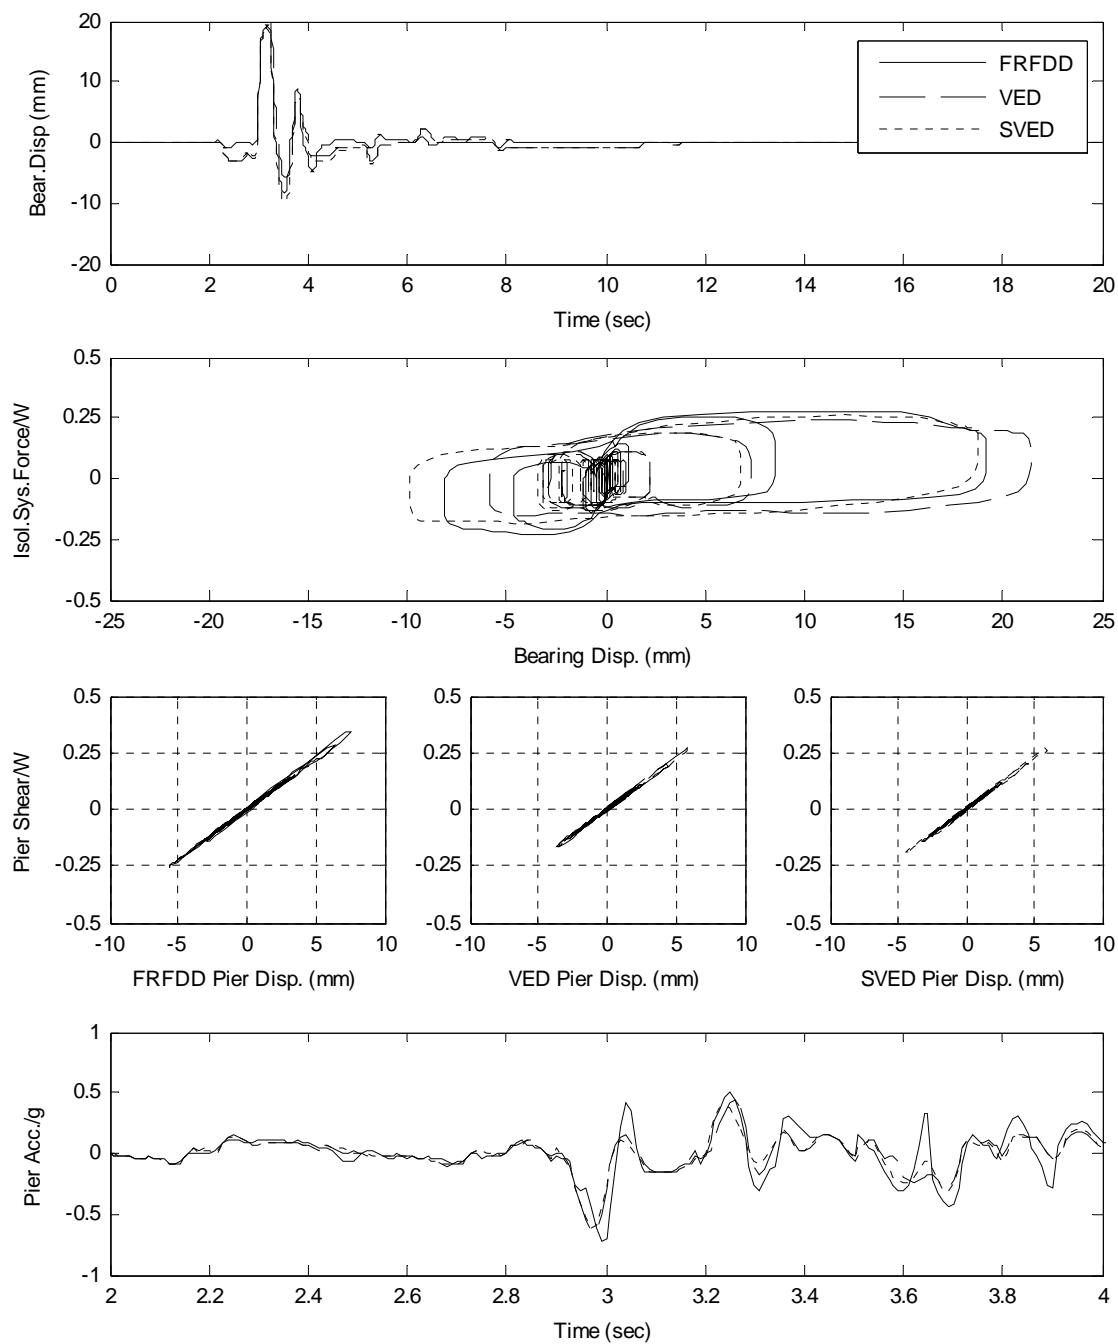 20
10
0
-10
-20
Bear.Disp (mm)
FRFDD
VED
SVED
0 2 4 6 8 10 12 14 16 18 20
Time (sec)
0.5
0.25
0
-0.25
-0.5
Isol.Sys.Force/W
-25 -20 -15 -10 -5 0 5 10 15 20 25
Bearing Disp. (mm)
0.5 0.5 0.5
0.25 0.25 0.25
0 0 0
-0.25 -0.25 -0.25
0.5 0.5 0.5
Pier Shear/W
-10 -5 0 5 10 -10 -5 0 5 10 -10 -5 0 5 10
FRFDD Pier Disp. (mm) VED Pier Disp. (mm) SVED Pier Disp. (mm)
1
0.5
0
-0.5
-1
Pier Acc./g
2 2.2 2.4 2.6 2.8 3 3.2 3.4 3.6 3.8 4
Time (sec)